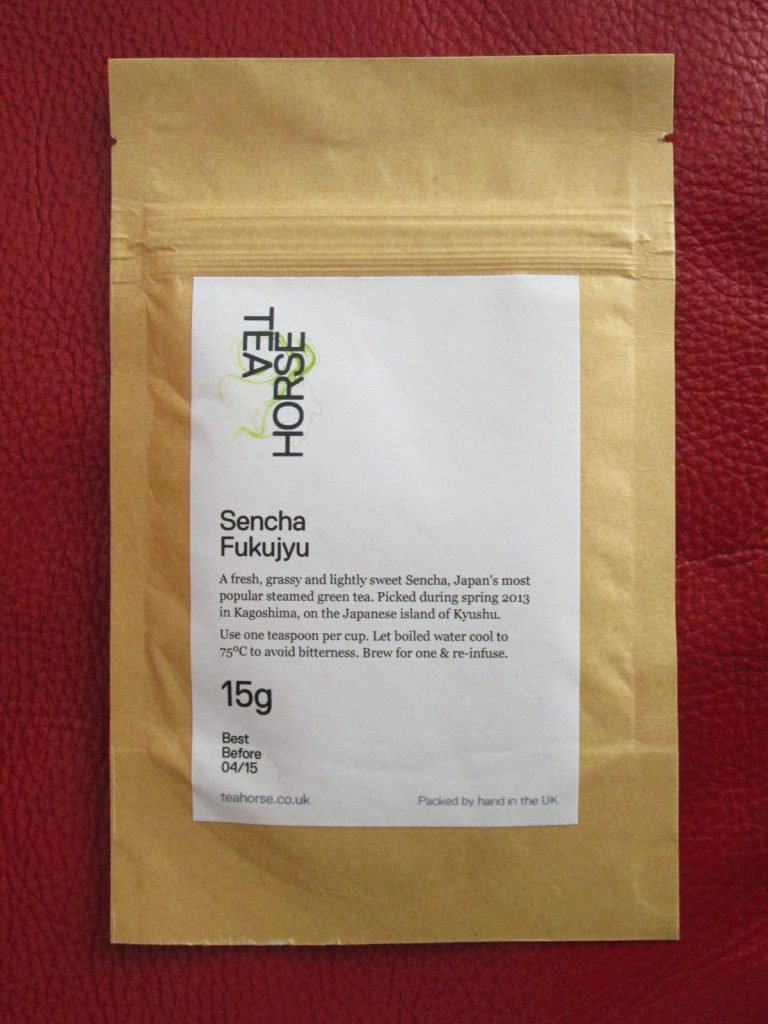 TEA
HORSE
Sencha
Fukujyu
A fresh, grassy and lightly sweet Sencha, Japan's most
popular steamed green tea. Picked during spring 2013
in Kagoshima, on the Japanese island of Kyushu.
Use one teaspoon per cup. Let boiled water cool to
75ºC to avoid bitterness. Brew for one & re-infuse.
15g
Best
Before
04/15
teahorse.co.uk
Packed by hand in the UK